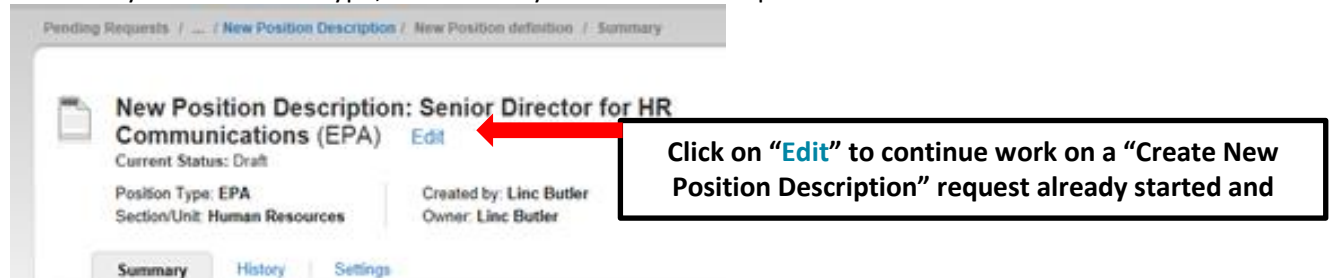 Pending Requests / ... / New Position Description / New Position definition / Summary
New Position Description: Senior Director for HR
Communications (EPA) Edit
Current Status: Draft
Position Type: EPA Created by: Linc Butler
Section/Unit: Human Resources Owner: Linc Butler
Click on “Edit” to continue work on a “Create New
Position Description” request already started and
Summary History Settings